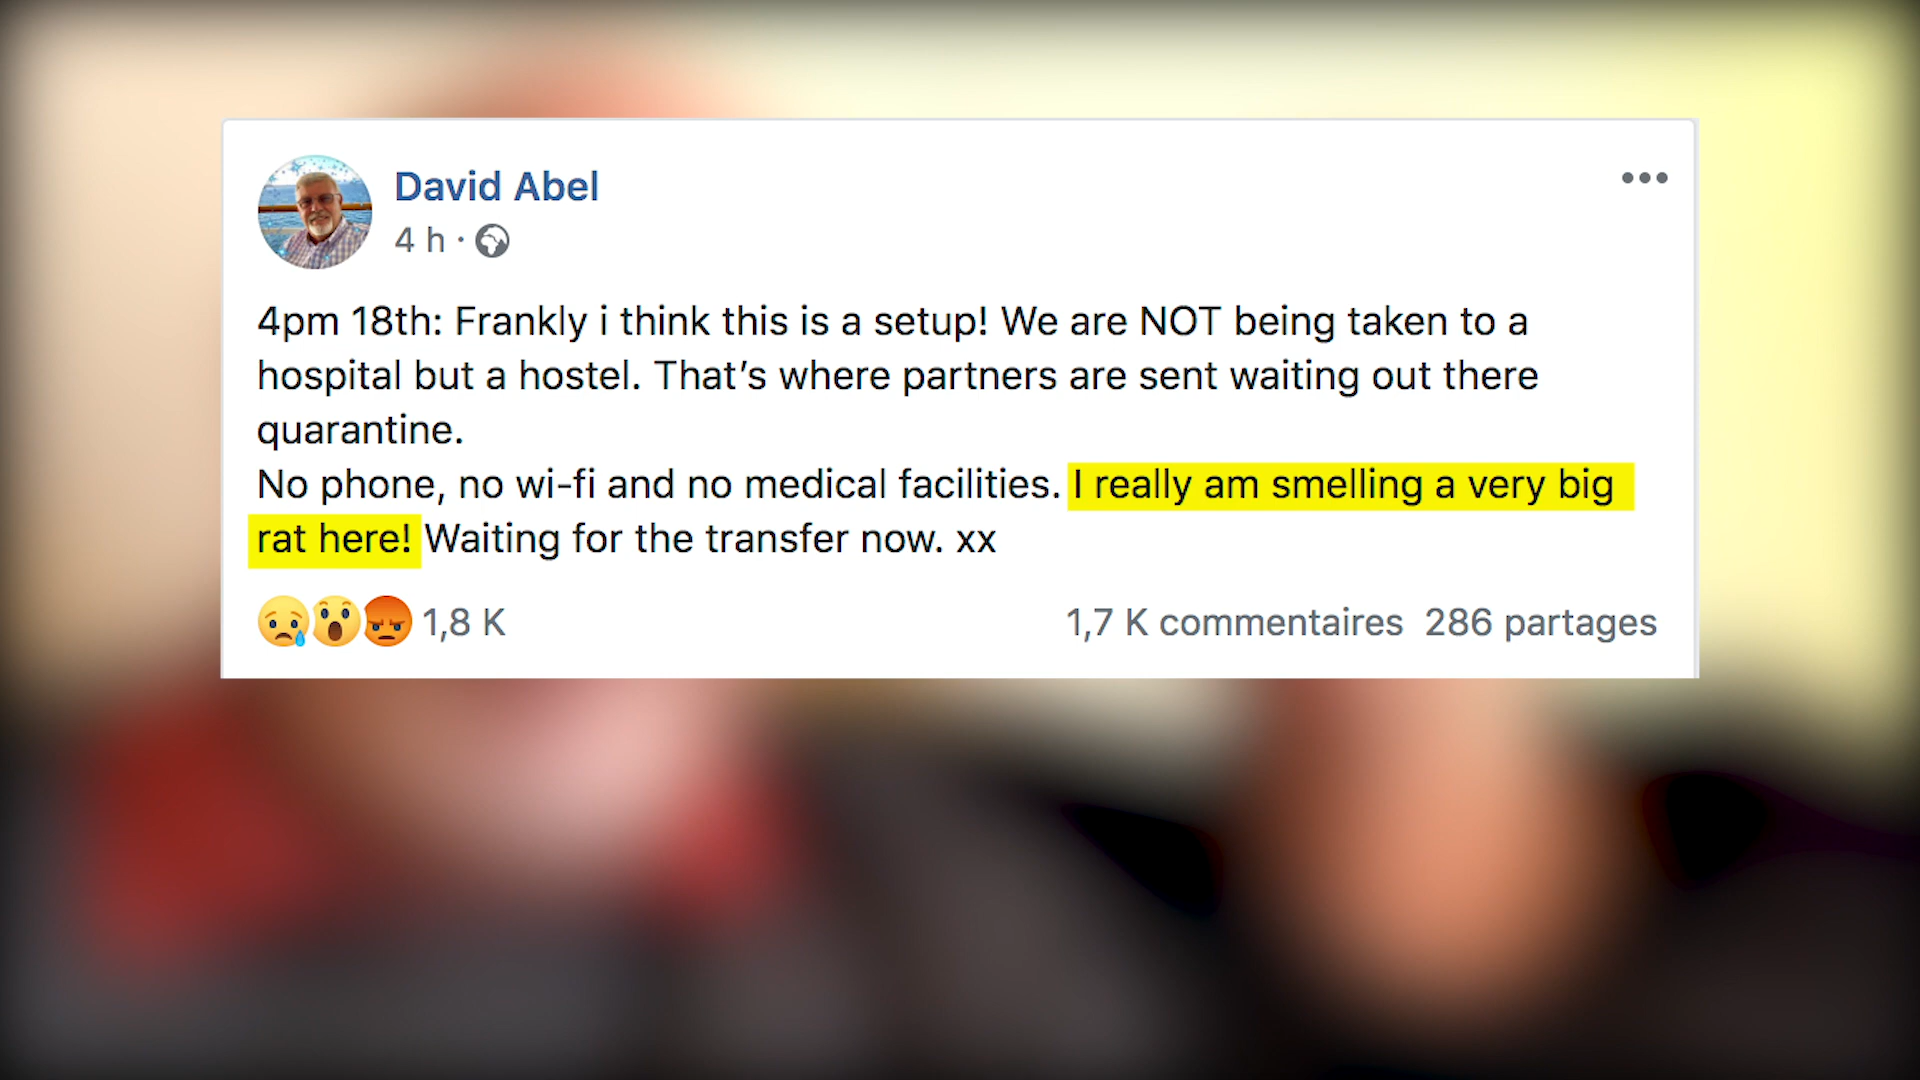 David Abel
4 h ·
4pm 18th: Frankly i think this is a setup! We are NOT being taken to a
hospital but a hostel. That’s where partners are sent waiting out there
quarantine.
No phone, no wi-fi and no medical facilities. I really am smelling a very big
rat here! Waiting for the transfer now. xx
1,8 K 1,7 K commentaires 286 partages